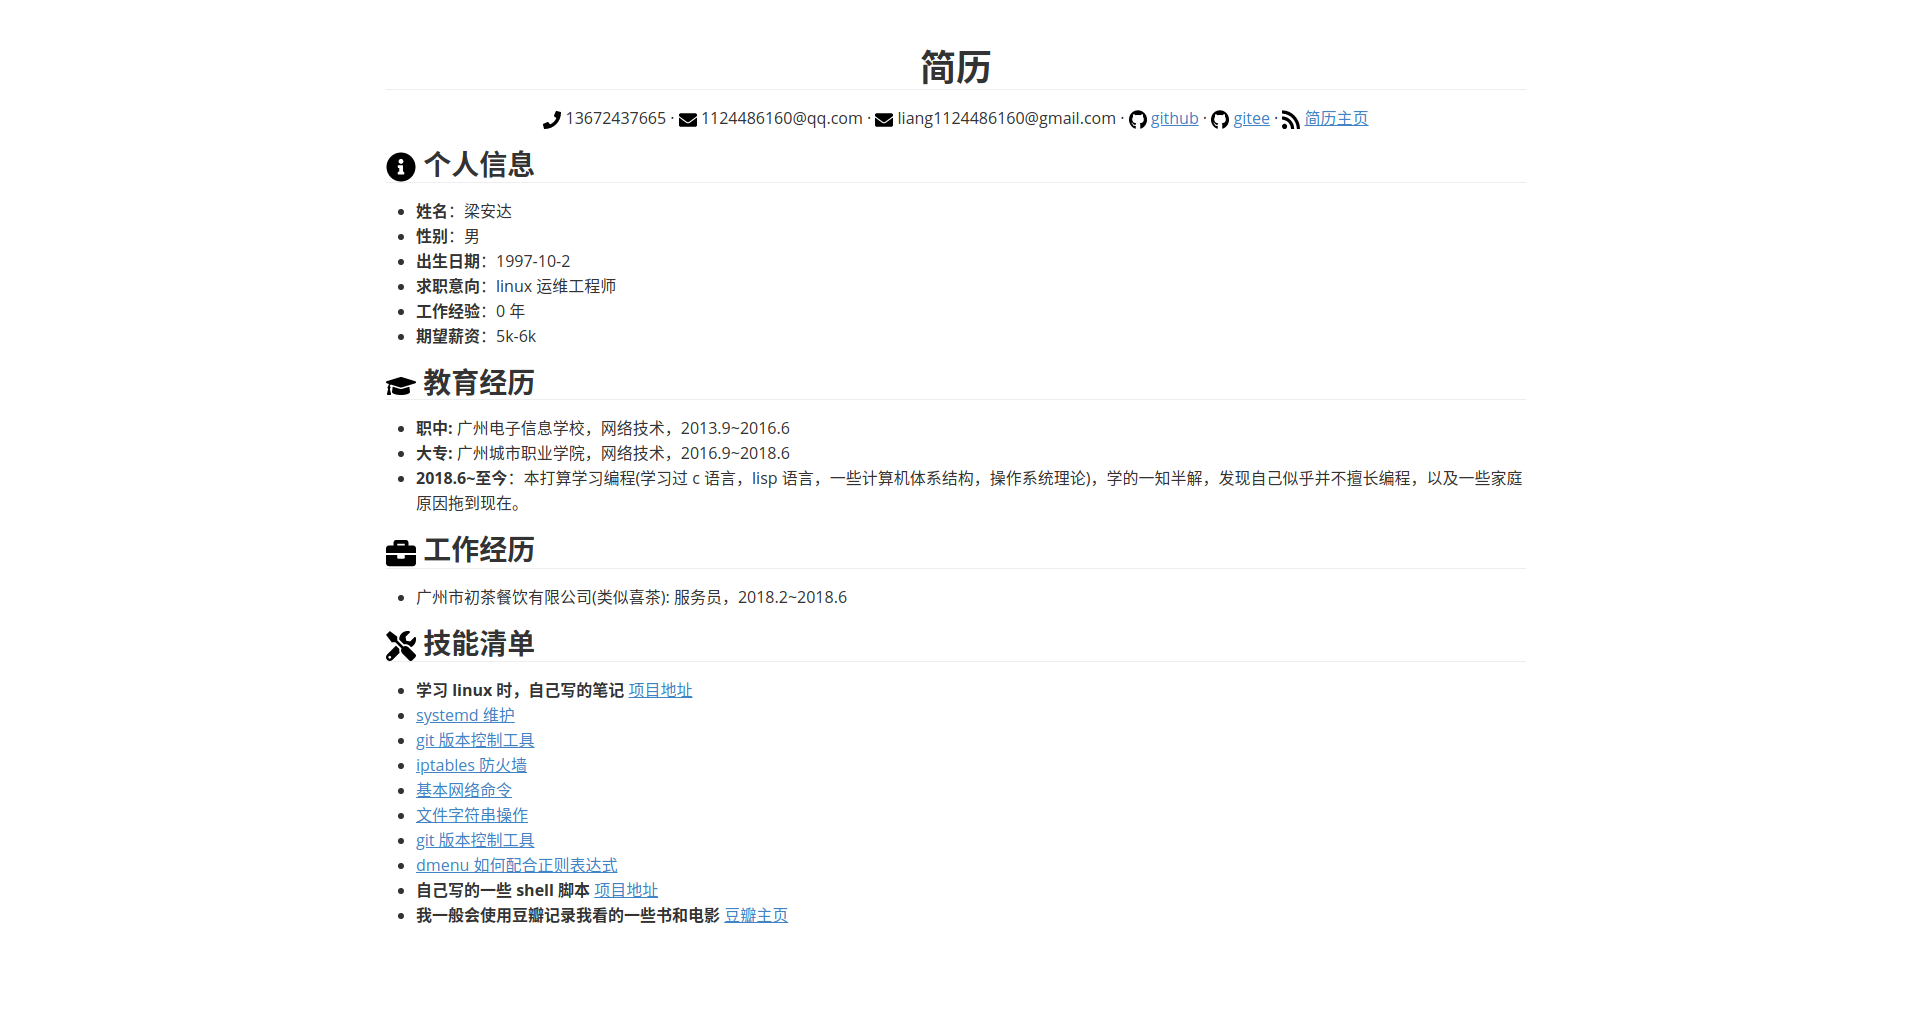 简历
13672437665 · 1124486160@qq.com · liang1124486160@gmail.com · github · gitee · 简历主页
个人信息
姓名：梁安达
性别：男
出生日期：1997-10-2
求职意向：linux 运维工程师
工作经验：0 年
期望薪资：5k-6k
教育经历
职中: 广州电子信息学校，网络技术，2013.9~2016.6
大专: 广州城市职业学院，网络技术，2016.9~2018.6
2018.6~至今：本打算学习编程(学习过 c 语言，lisp 语言，一些计算机体系结构，操作系统理论)，学的一知半解，发现自己似乎并不擅长编程，以及一些家庭
原因拖到现在。
工作经历
广州市初茶餐饮有限公司(类似喜茶): 服务员，2018.2~2018.6
技能清单
学习 linux 时，自己写的笔记 项目地址
systemd 维护
git 版本控制工具
iptables 防火墙
基本网络命令
文件字符串操作
git 版本控制工具
dmenu 如何配合正则表达式
自己写的一些 shell 脚本 项目地址
我一般会使用豆瓣记录我看的一些书和电影 豆瓣主页